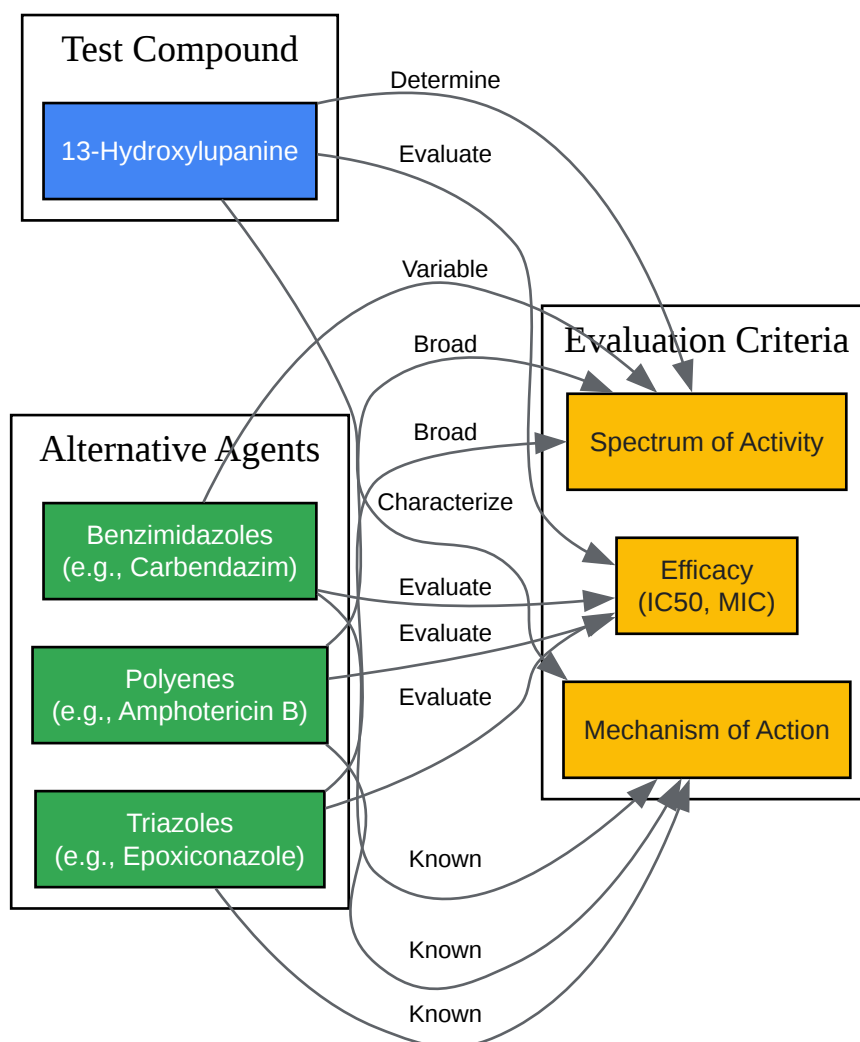 Test Compound
13-Hydroxylupanine
Determine
Evaluate
Variable
Broad
Broad
Characterize
Evaluate
Evaluate
Evaluate
Known
Known
Known
Alternative Agents
Benzimidazoles
(e.g., Carbendazim)
Polyenes
(e.g., Amphotericin B)
Triazoles
(e.g., Epoxiconazole)
Evaluation Criteria
Spectrum of Activity
Efficacy
(IC50, MIC)
Mechanism of Action